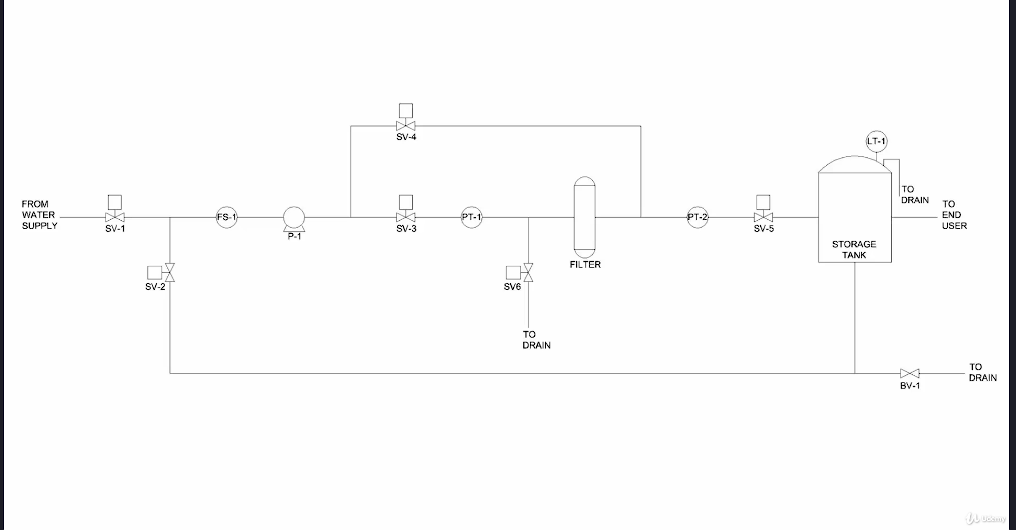 SV-4
LT-1
FROM
WATER
SUPPLY
SV-1
FS-1
P-1
SV-3
PT-1
FILTER
PT-2
SV-5
STORAGE
TANK
TO
DRAIN
TO
END
USER
SV-2
SV6
TO
DRAIN
BV-1
TO
DRAIN
Udemy